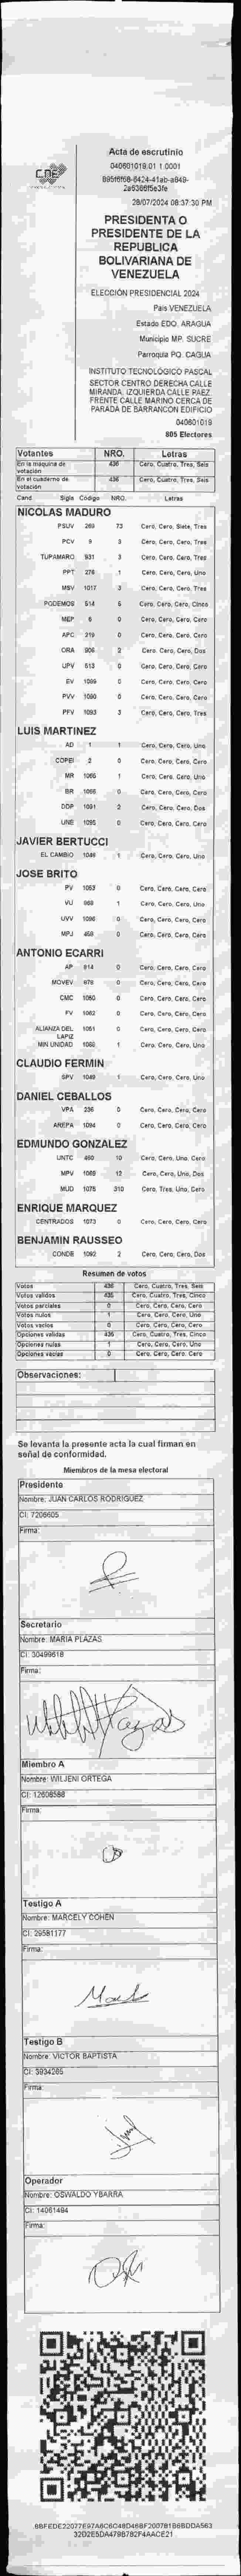 CNE
Acta de escrutinio
040601019.01.1.0001
28/07/2024 08:37:30 PM
PRESIDENTA O
PRESIDENTE DE LA
REPUBLICA
BOLIVARIANA DE
VENEZUELA
ELECCIÓN PRESIDENCIAL 2024
Pais VENEZUELA
Estado EDO. ARAGUA
Municipio MP. SUCRE
Parroquia PQ. CAGUA
INSTITUTO TECNOLÓGICO PASCAL
SECTOR CENTRO DERECHA CALLE
MIRANDA. IZQUIERDA CALLE PAEZ.
FRENTE CALLE MARINO CERCA DE
PARADA DE BARRANCON EDIFICIO
040601019
805 Electores
Votantes NRO. Letras
En la maquina de votación 436 Cero, Cuatro, Tres, Seis
En el cuaderno de votación 436 Cero, Cuatro, Tres, Seis
Cand. Sigla Código NRO. Letras
NICOLAS MADURO
PSUV 269 73 Cero, Cero, Siete, Tres
PCV 9 3 Cero, Cero, Cero, Tres
TUPAMARO 931 3 Cero, Cero, Cero, Tres
PPT 276 1 Cero, Cero, Cero, Uno
MSV 1017 3 Cero, Cero, Cero, Tres
PODEMOS 514 5 Cero, Cero, Cero, Cinco
MEP 6 0 Cero, Cero, Cero, Cero
APC 219 0 Cero, Cero, Cero, Cero
ORA 906 2 Cero, Cero, Cero, Dos
UPV 513 0 Cero, Cero, Cero, Cero
EV 1089 0 Cero, Cero, Cero, Cero
PVV 1090 0 Cero, Cero, Cero, Cero
PFV 1093 3 Cero, Cero, Cero, Tres
LUIS MARTINEZ
AD 1 1 Cero, Cero, Cero, Uno
COPEI 2 0 Cero, Cero, Cero, Cero
MR 1065 1 Cero, Cero, Cero, Uno
BR 1066 0 Cero, Cero, Cero, Cero
DDP 1091 2 Cero, Cero, Cero, Dos
UNE 1095 0 Cero, Cero, Cero, Cero
JAVIER BERTUCCI
EL CAMBIO 1046 1 Cero, Cero, Cero, Uno
JOSE BRITO
PV 1053 0 Cero, Cero, Cero, Cero
VU 969 1 Cero, Cero, Cero, Uno
UVV 1096 0 Cero, Cero, Cero, Cero
MPJ 458 0 Cero, Cero, Cero, Cero
ANTONIO ECARRI
AP 914 0 Cero, Cero, Cero, Cero
MOVEV 978 0 Cero, Cero, Cero, Cero
CMC 1060 0 Cero, Cero, Cero, Cero
FV 1062 0 Cero, Cero, Cero, Cero
ALIANZA DEL LAPIZ 1051 0 Cero, Cero, Cero, Cero
MIN UNIDAD 1068 1 Cero, Cero, Cero, Uno
CLAUDIO FERMIN
SPV 1049 1 Cero, Cero, Cero, Uno
DANIEL CEBALLOS
VPA 236 0 Cero, Cero, Cero, Cero
AREPA 1094 0 Cero, Cero, Cero, Cero
EDMUNDO GONZALEZ
UNTC 460 10 Cero, Cero, Uno, Cero
MPV 1069 12 Cero, Cero, Uno, Dos
MUD 1075 310 Cero, Tres, Uno, Cero
ENRIQUE MARQUEZ
CENTRADOS 1073 0 Cero, Cero, Cero, Cero
BENJAMIN RAUSSEO
CONDE 1092 2 Cero, Cero, Cero, Dos
Resumen de votos
Votos 436 Cero, Cuatro, Tres, Seis
Votos validos 435 Cero, Cuatro, Tres, Cinco
Votos parciales 0 Cero, Cero, Cero, Cero
Votos nulos 1 Cero, Cero, Cero, Uno
Votos vacios 0 Cero, Cero, Cero, Cero
Opciones validas 435 Cero, Cuatro, Tres, Cinco
Opciones nulas 1 Cero, Cero, Cero, Uno
Opciones vacias 0 Cero, Cero, Cero, Cero
Observaciones:
Se levanta la presente acta la cual firman en
señal de conformidad.
Miembros de la mesa electoral
Presidente
Nombre: JUAN CARLOS RODRIGUEZ
CI: 7206605
Firma:
Secretario
Nombre: MARIA PLAZAS
CI: 30499618
Firma:
Miembro A
Nombre: WILJENI ORTEGA
CI: 12608588
Firma:
Testigo A
Nombre: MARCELY COHEN
CI: 29581177
Firma:
Testigo B
Nombre: VICTOR BAPTISTA
CI: 3934265
Firma:
Operador
Nombre: OSWALDO YBARRA
CI: 14061494
Firma: